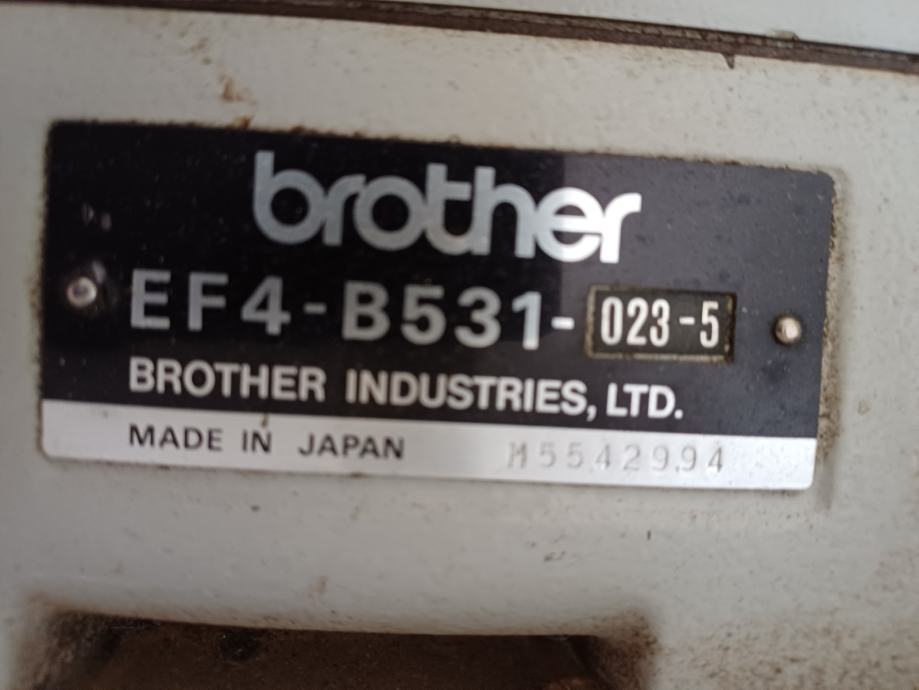 brother
EF4-B531-023-5
BROTHER INDUSTRIES, LTD.
MADE IN JAPAN M5542994